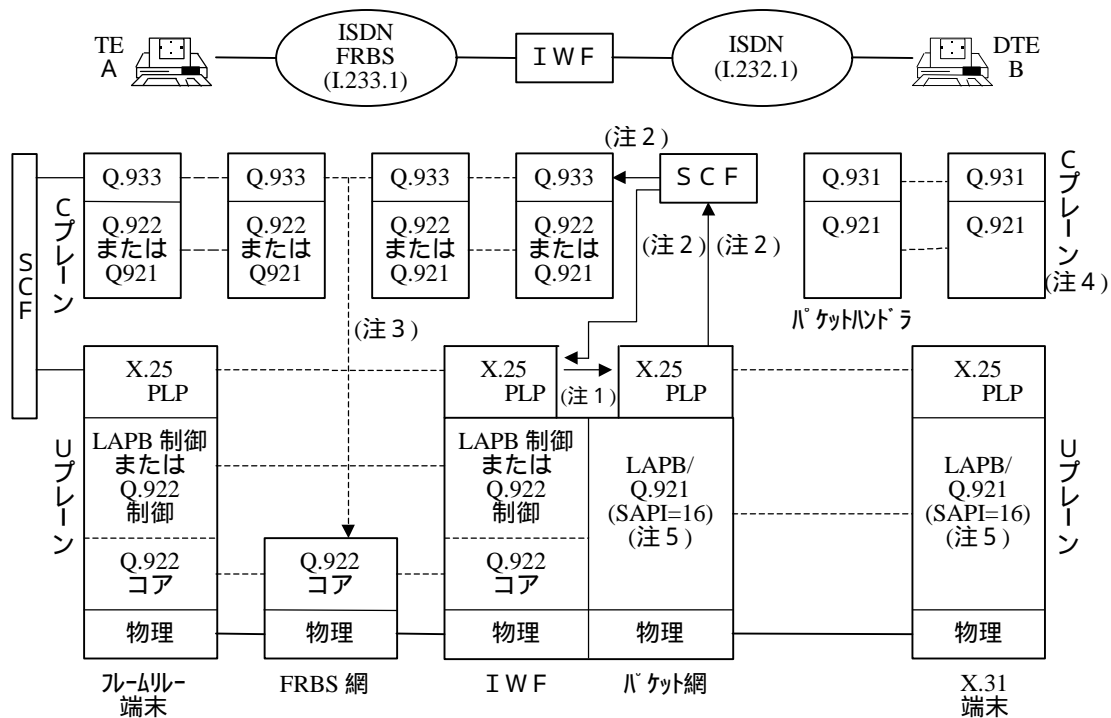 TE
A
ISDN
FRBS
(I.233.1)
ＩＷＦ
ISDN
(I.232.1)
DTE
B
(注２)
Q.933
Q.933
Q.933
Q.933
ＳＣＦ
Q.931
Q.931
Q.922
または
Q921
Q.922
または
Q921
Q.922
または
Q.921
Q.922
または
Q.921
Q.921
Q.921
SCF
Cプレーン
(注２)
(注２)
Cプレーン
(注４)
ﾊﾟｹｯﾄﾊﾝﾄﾞﾗ
(注３)
X.25
PLP
X.25
PLP
(注１)
X.25
PLP
X.25
PLP
Uプレーン
LAPB 制御
または
Q.922
制御
LAPB 制御
または
Q.922
制御
LAPB/
Q.921
(SAPI=16)
(注５)
LAPB/
Q.921
(SAPI=16)
(注５)
Uプレーン
Q.922
コア
Q.922
コア
Q.922
コア
物理
物理
物理
物理
物理
ﾌﾚｰﾑﾘﾚｰ
端末
FRBS 網
ＩＷＦ
ﾊﾟｹｯﾄ網
X.31
端末